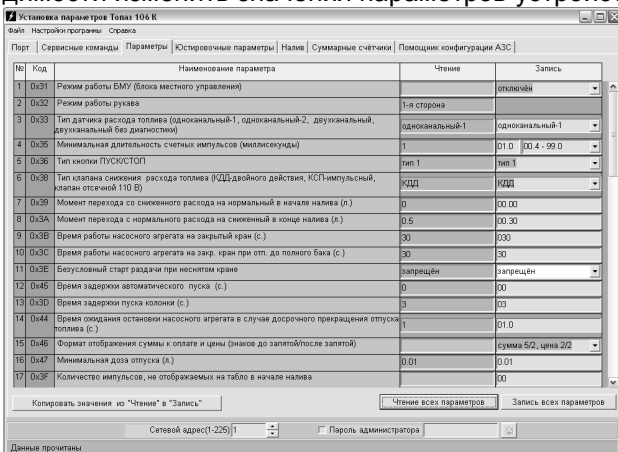 димости изменить значении параметров устрой
Установка параметров Топаз 106 К
Файл Настройки программы Справка
Порт Сервисные команды Параметры Юстировочные параметры Налив Суммарные счётчики Помощник конфигурации АЗС
№ Код Наименование параметра Чтение Запись
1 0x31 Режим работы БМУ (блока местного управления) отключён
2 0x32 Режим работы рукава 1-я сторона
3 0x33 Тип датчика расхода топлива (одноканальный-1, одноканальный-2, двухканальный,
двухканальный без диагностики) одноканальный-1 одноканальный-1
4 0x35 Минимальная длительность счетных импульсов (миллисекунды) 1 01.0 00.4 - 99.0
5 0x36 Тип кнопки ПУСК/СТОП тип 1 тип 1
6 0x38 Тип клапана снижения расхода топлива (КДД-двойного действия, КСП-импульсный,
клапан отсечной 110 В) КДД КДД
7 0x39 Момент перехода со сниженного расхода на нормальный в начале налива (л.) 0 00.00
8 0x3A Момент перехода с нормального расхода на сниженный в конце налива (л.) 0.5 00.30
9 0x3B Время работы насосного агрегата на закрытый кран (с.) 30 030
10 0x3C Время работы насосного агрегата на закр. кран при отп. до полного бака (с.) 30 30
11 0x3E Безусловный старт раздачи при неснятом кране запрещён запрещён
12 0x45 Время задержки автоматического пуска (с.) 0 00
13 0x3D Время задержки пуска колонки (с.) 3 03
14 0x44 Время ожидания остановки насосного агрегата в случае досрочного прекращения отпуска
топлива (с.) 1 01.0
15 0x46 Формат отображения суммы к оплате и цены (знаков до запятой/после запятой) сумма 5/2, цена 2/2
16 0x47 Минимальная доза отпуска (л.) 0.01 0.01
17 0x3F Количество импульсов, не отображаемых на табло в начале налива 00
Копировать значения из "Чтение" в "Запись" Чтение всех параметров Запись всех параметров
Сетевой адрес(1-225) 1 Пароль администратора
Данные прочитаны